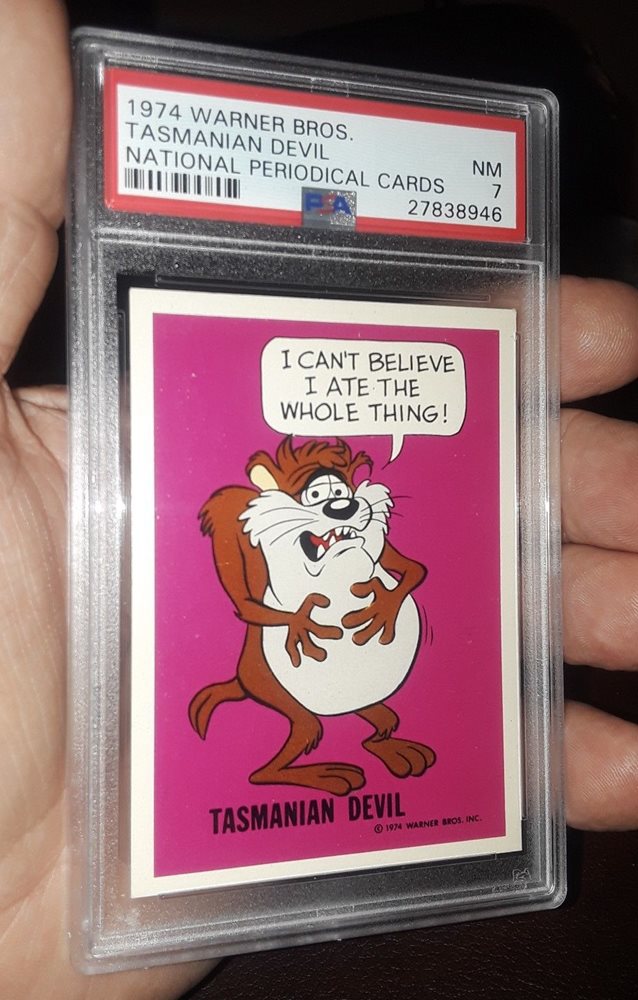 1974 WARNER BROS.
TASMANIAN DEVIL
NATIONAL PERIODICAL CARDS
NM
7
PSA
27838946
I CAN'T BELIEVE
I ATE THE
WHOLE THING!
TASMANIAN DEVIL
© 1974 WARNER BROS. INC.